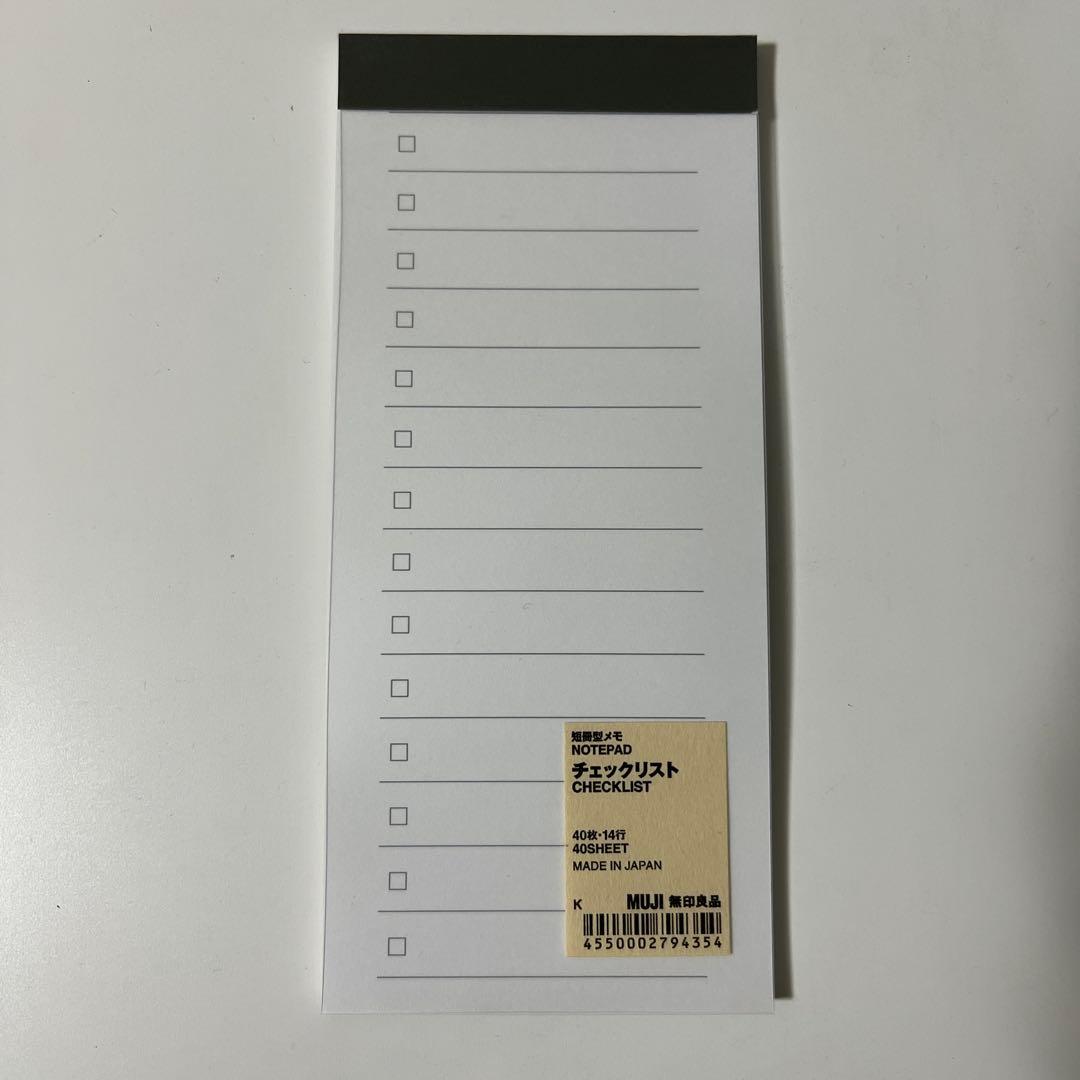 短冊型メモ
NOTEPAD
チェックリスト
CHECKLIST
40枚・14行
40SHEET
MADE IN JAPAN
K MUJI 無印良品
4550002794354